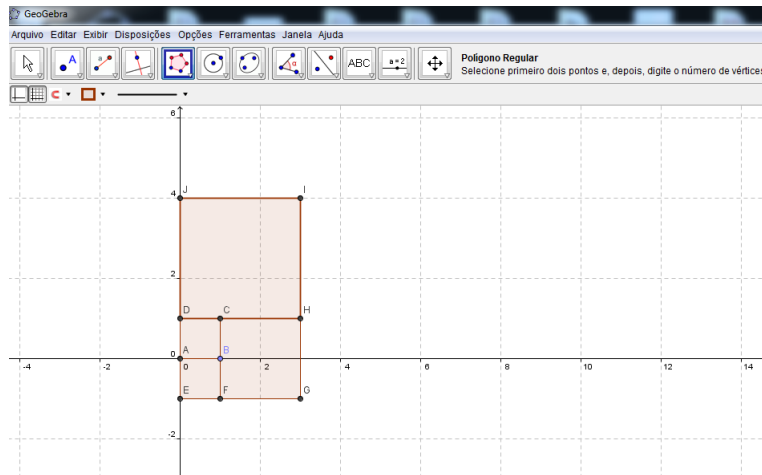 GeoGebra
Arquivo Editar Exibir Disposições Opções Ferramentas Janela Ajuda
A a α ABC a=2 Polígono Regular
Selecione primeiro dois pontos e, depois, digite o número de vértices
6
4 J I
2
D C H
0 A B
-4 -2 0 2 4 6 8 10 12 14
E F G
-2